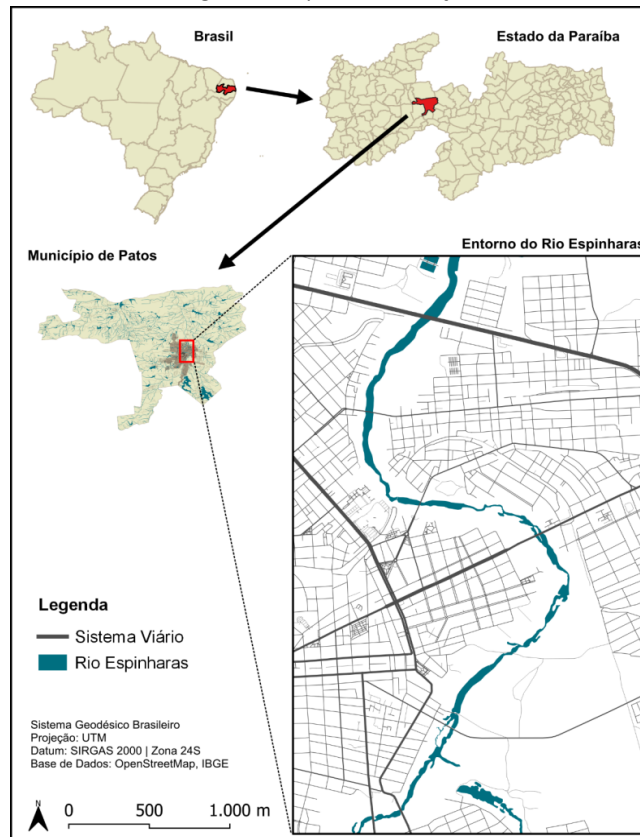 Brasil
Estado da Paraíba
Município de Patos
Entorno do Rio Espinharas
Legenda
Sistema Viário
Rio Espinharas
Sistema Geodésico Brasileiro
Projeção: UTM
Datum: SIRGAS 2000 | Zona 24S
Base de Dados: OpenStreetMap, IBGE
N
0 500 1.000 m